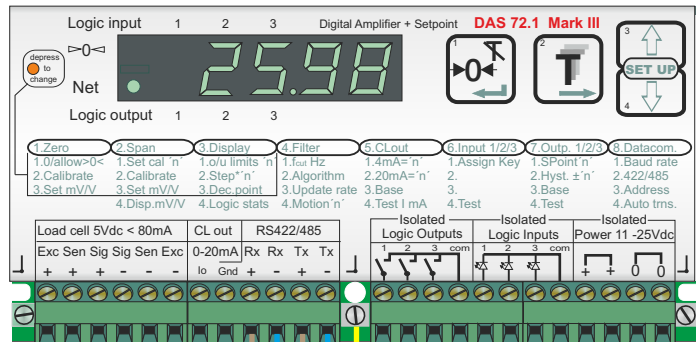 Logic input 1 2 3 Digital Amplifier + Setpoint DAS 72.1 Mark III
depress
to
change
>0<
Net
25.98
Logic output 1 2 3
1 0 T
2 T
3
SET UP
4
1.Zero 2.Span 3.Display 4.Filter 5.CLout 6.Input 1/2/3 7.Outp. 1/2/3 8.Datacom.
1.0/allow>0< 1.Set cal ´n´ 1.o/u limits ´n´ 1.fcut Hz 1.4mA=´n´ 1.Assign Key 1.SPoint´n´ 1.Baud rate
2.Calibrate 2.Calibrate 2.Step*´n´ 2.Algorithm 2.20mA=´n´ 2. 2.Hyst. ±´n´ 2.422/485
3.Set mV/V 3.Set mV/V 3.Dec.point 3.Update rate 3.Base 3. 3.Base 3.Address
4.Disp.mV/V 4.Logic stats 4.Motion´n´ 4.Test I mA 4.Test 4.Test 4.Auto trns.
Load cell 5Vdc < 80mA CL out RS422/485
Exc Sen Sig Sig Sen Exc 0-20mA Rx Rx Tx Tx
+ + + - - - Io Gnd + - + -
Isolated Isolated Isolated
Logic Outputs Logic Inputs Power 11 -25Vdc
1 2 3 com 1 2 3 com
+ + 0 0